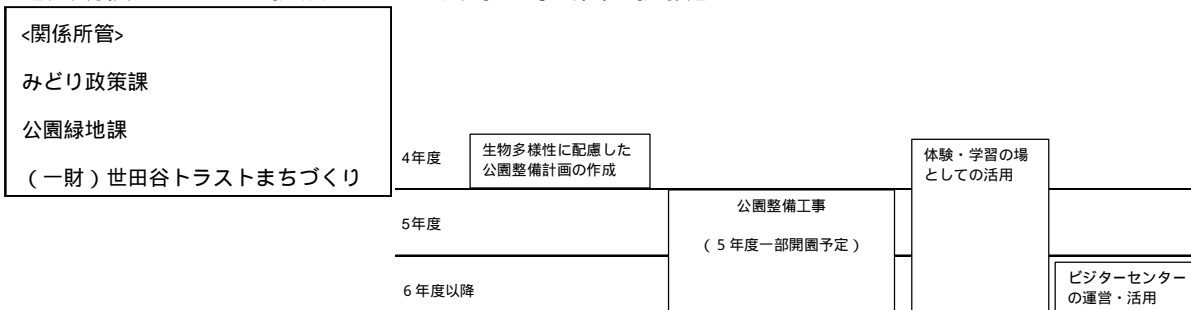 <関係所管>
みどり政策課
公園緑地課
（一財）世田谷トラストまちづくり
4年度
生物多様性に配慮した
公園整備計画の作成
体験・学習の場
としての活用
5年度
公園整備工事
（５年度一部開園予定）
６年度以降
ビジターセンター
の運営・活用